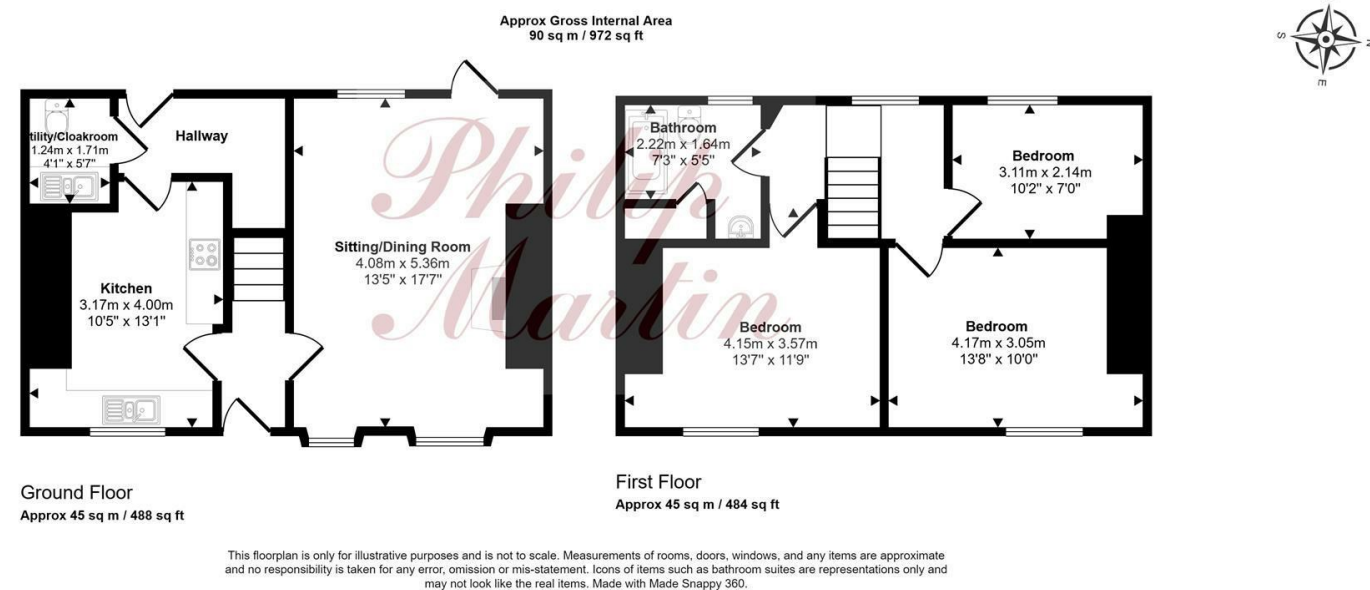 Approx Gross Internal Area
90 sq m / 972 sq ft
S
N
E
tility/Cloakroom
1.24m x 1.71m
4'1" x 5'7"
Hallway
Kitchen
3.17m x 4.00m
10'5" x 13'1"
Sitting/Dining Room
4.08m x 5.36m
13'5" x 17'7"
Philip
Martin
Bathroom
2.22m x 1.64m
7'3" x 5'5"
Bedroom
3.11m x 2.14m
10'2" x 7'0"
Bedroom
4.15m x 3.57m
13'7" x 11'9"
Bedroom
4.17m x 3.05m
13'8" x 10'0"
Ground Floor
Approx 45 sq m / 488 sq ft
First Floor
Approx 45 sq m / 484 sq ft
This floorplan is only for illustrative purposes and is not to scale. Measurements of rooms, doors, windows, and any items are approximate
and no responsibility is taken for any error, omission or mis-statement. Icons of items such as bathroom suites are representations only and
may not look like the real items. Made with Made Snappy 360.